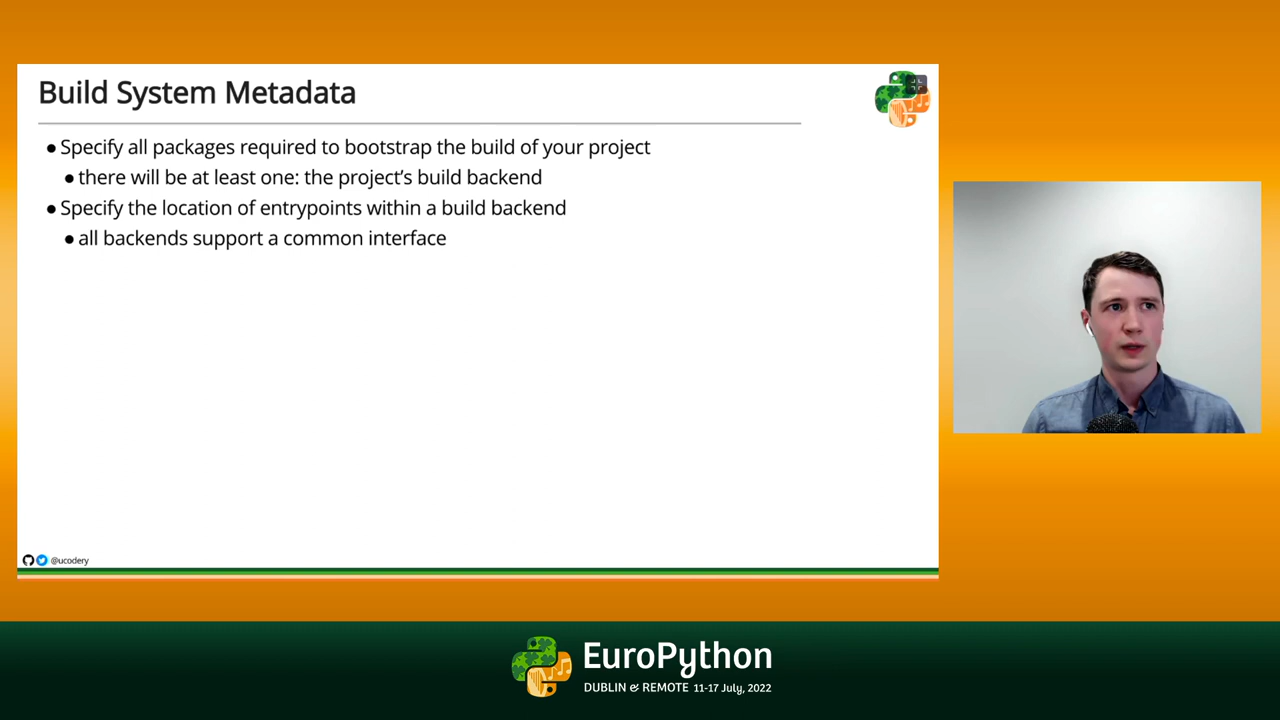 Build System Metadata
● Specify all packages required to bootstrap the build of your project
● there will be at least one: the project's build backend
● Specify the location of entrypoints within a build backend
● all backends support a common interface
@ucodery
EuroPython
DUBLIN & REMOTE 11-17 July, 2022